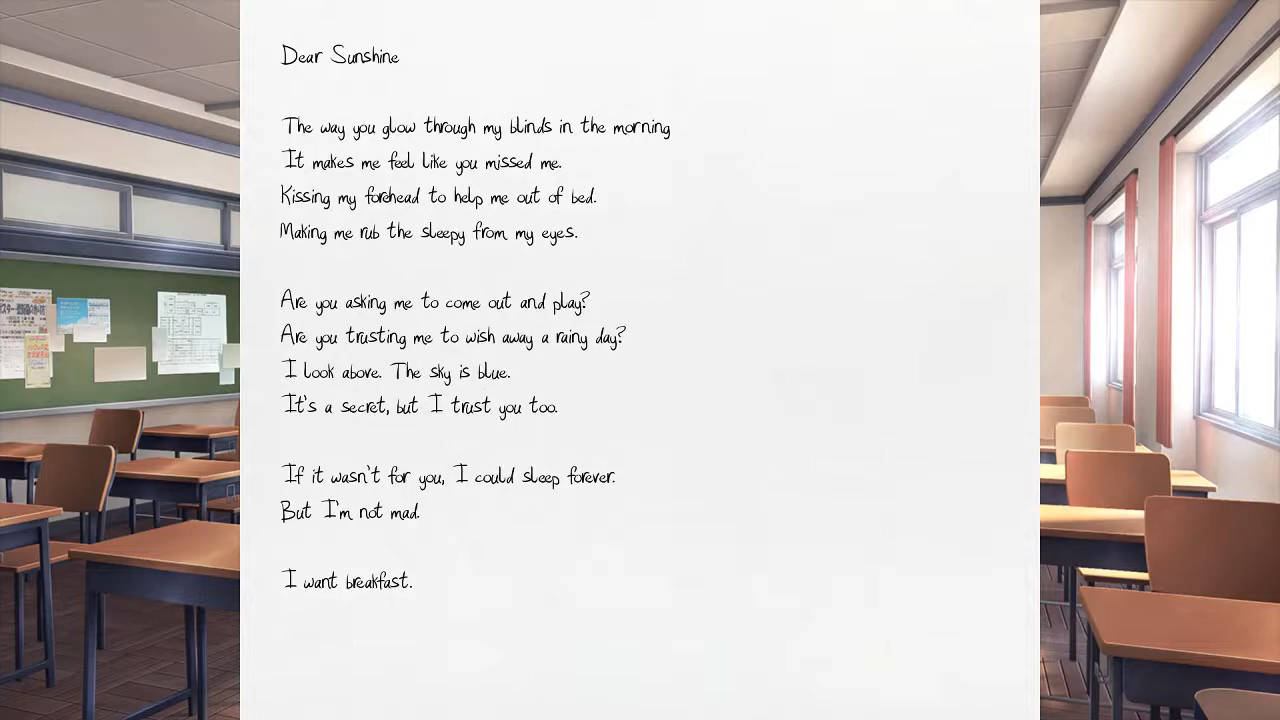 Dear Sunshine
The way you glow through my blinds in the morning
It makes me feel like you missed me.
Kissing my forehead to help me out of bed.
Making me rub the sleepy from my eyes.
Are you asking me to come out and play?
Are you trusting me to wish away a rainy day?
I look above. The sky is blue.
It's a secret, but I trust you too.
If it wasn't for you, I could sleep forever.
But I'm not mad.
I want breakfast.